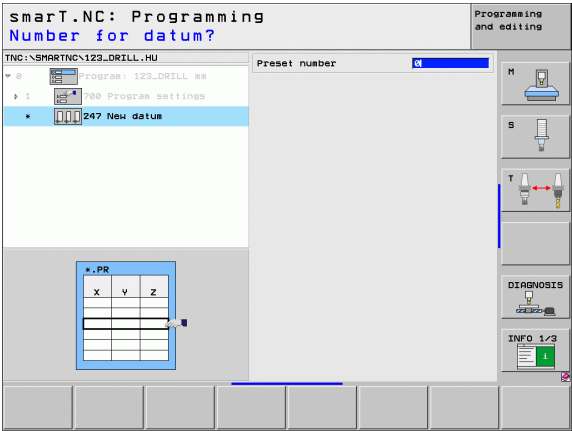 smarT.NC: Programming
Number for datum?
Programming
and editing
TNC:\SMARTNC\123_DRILL.HU
0 Program: 123_DRILL mm
1 700 Program settings
* 247 New datum
Preset number 0
*.PR
X Y Z
M
S
T
DIAGNOSIS
INFO 1/3
i